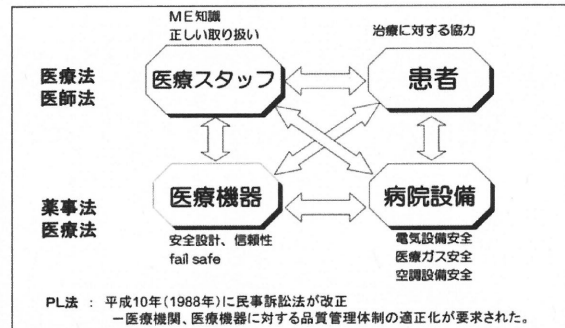 ME知識
正しい取り扱い
治療に対する協力
医療法
医師法
医療スタッフ
患者
薬事法
医療法
医療機器
病院設備
安全設計、信頼性
fail safe
電気設備安全
医療ガス安全
空調設備安全
PL法 : 平成10年(1988年)に民事訴訟法が改正
ー医療機関、医療機器に対する品質管理体制の適正化が要求された。